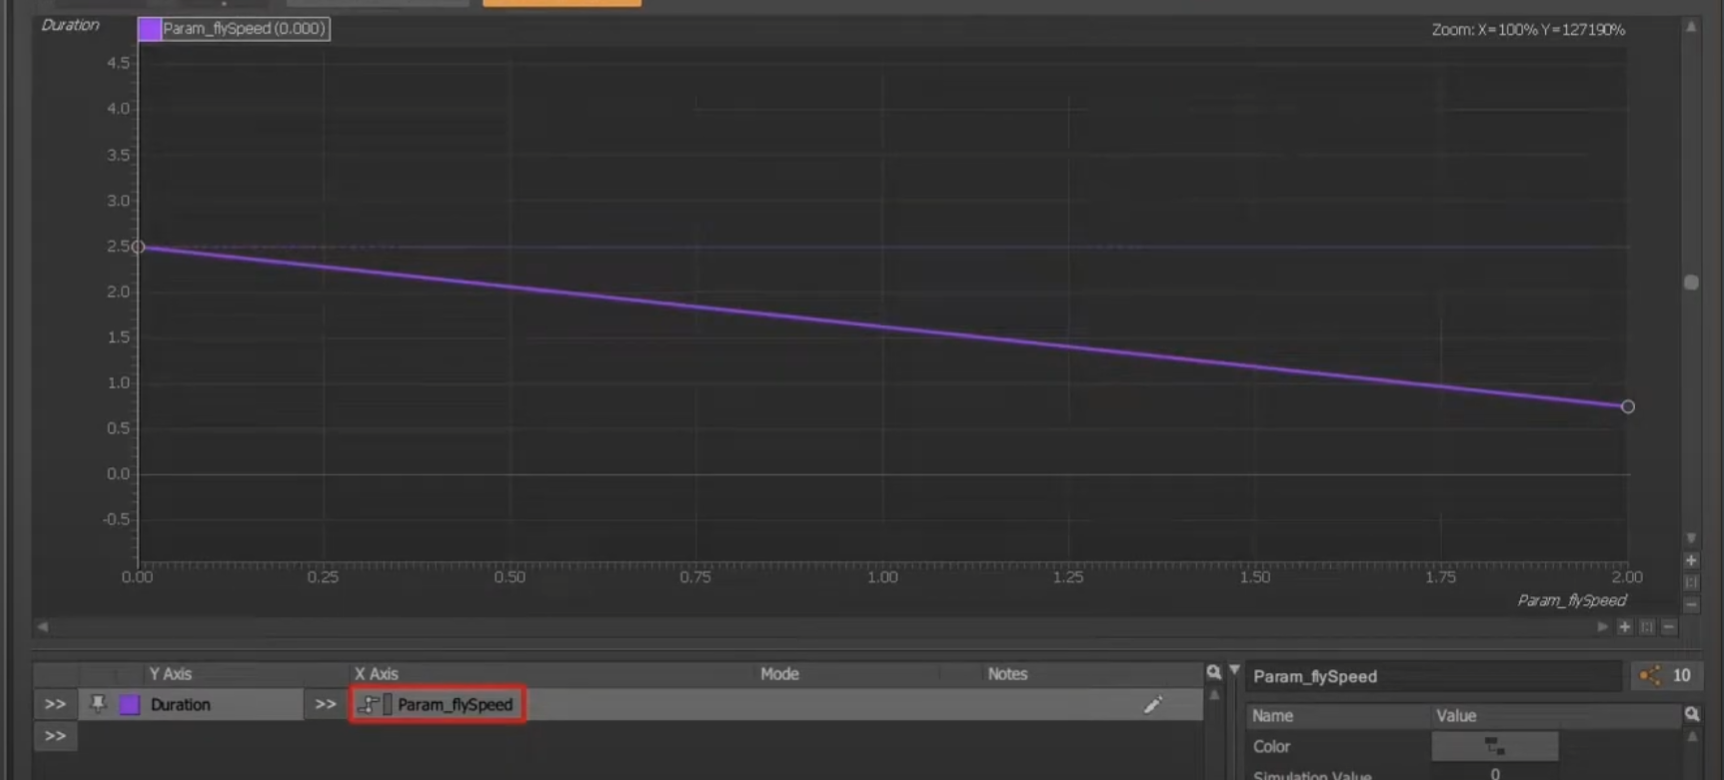 Duration
Param_flySpeed (0.000)
Zoom: X=100% Y=127190%
4.5
4.0
3.5
3.0
2.5
2.0
1.5
1.0
0.5
0.0
-0.5
0.00 0.25 0.50 0.75 1.00 1.25 1.50 1.75 2.00
Param_flySpeed
Y Axis X Axis Mode Notes
>> Duration >> Param_flySpeed
>>
Param_flySpeed 10
Name Value
Color
Simulation Value 0